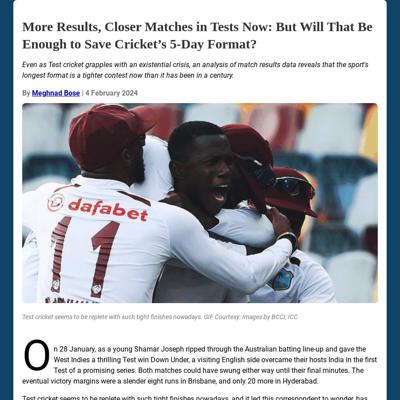 More Results, Closer Matches in Tests Now: But Will That Be
Enough to Save Cricket’s 5-Day Format?
Even as Test cricket grapples with an existential crisis, an analysis of match results data reveals that the sport's
longest format is a tighter contest now than it has been in a century.
By Meghnad Bose | 4 February 2024
dafabet
11
Test cricket seems to be replete with such tight finishes nowadays. GIF Courtesy: Images by BCCI, ICC
On 28 January, as a young Shamar Joseph ripped through the Australian batting line-up and gave the
West Indies a thrilling Test win Down Under, a visiting English side overcame their hosts India in the first
Test of a promising series. Both matches could have swung either way until their final minutes. The
eventual victory margins were a slender eight runs in Brisbane, and only 20 more in Hyderabad.
Test cricket seems to be replete with such tight finishes nowadays, and it led this correspondent to wonder, has